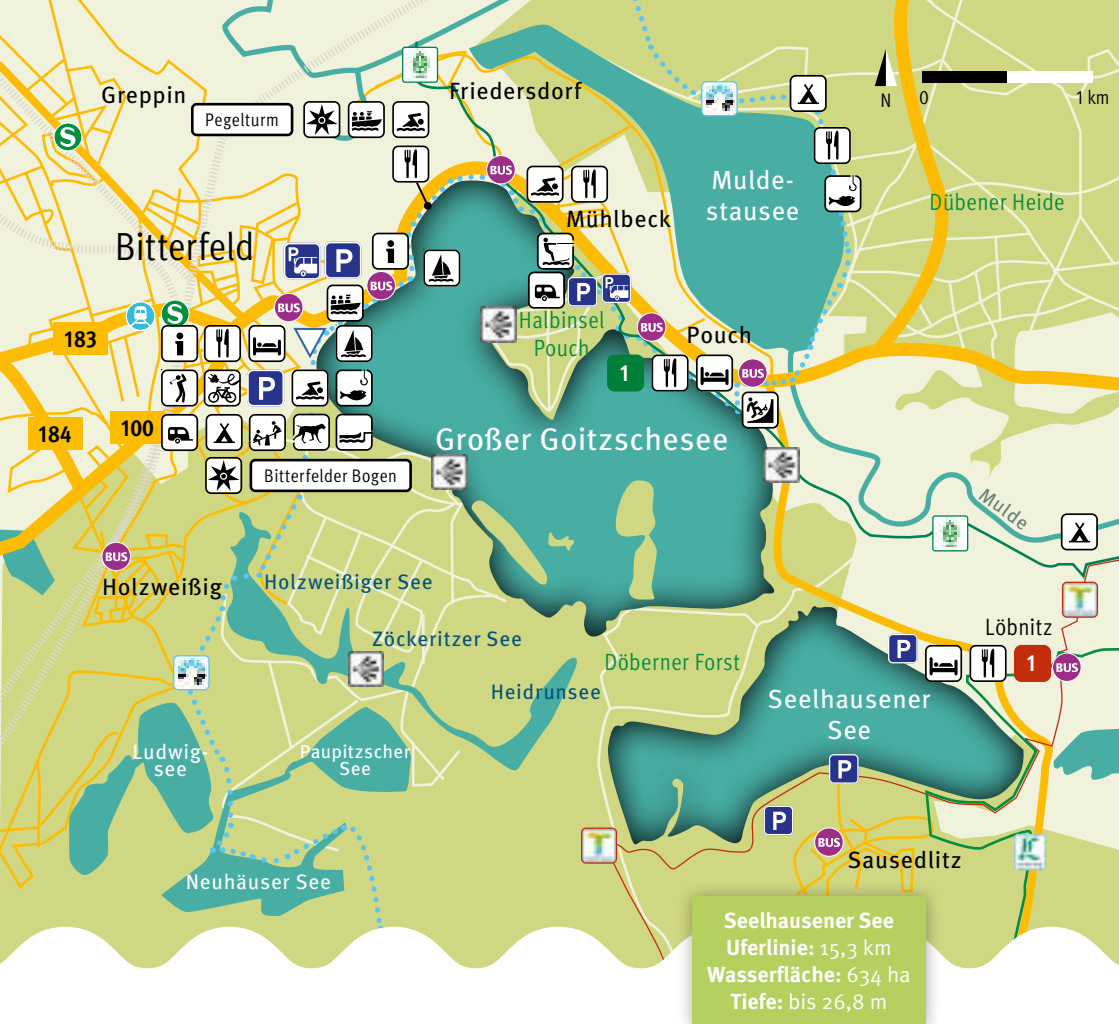 Greppin
Pegelturm
Friedersdorf
N
0
1 km
S
BUS
Mulde-
stausee
Dübener Heide
Mühlbeck
Bitterfeld
P
P
i
BUS
S
BUS
183
P
P
BUS
Halbinsel
Pouch
Pouch
1
BUS
i
P
184
100
Großer Goitzschesee
Bitterfelder Bogen
Mulde
BUS
Holzweißig
Holzweißiger See
Zöckeritzer See
Heidrunsee
Döberner Forst
T
Löbnitz
P
1
BUS
Seelhausener
See
Ludwig-
see
Paupitzscher
See
P
P
T
BUS
Sausedlitz
Neuhäuser See
Seelhausener See
Uferlinie: 15,3 km
Wasserfläche: 634 ha
Tiefe: bis 26,8 m